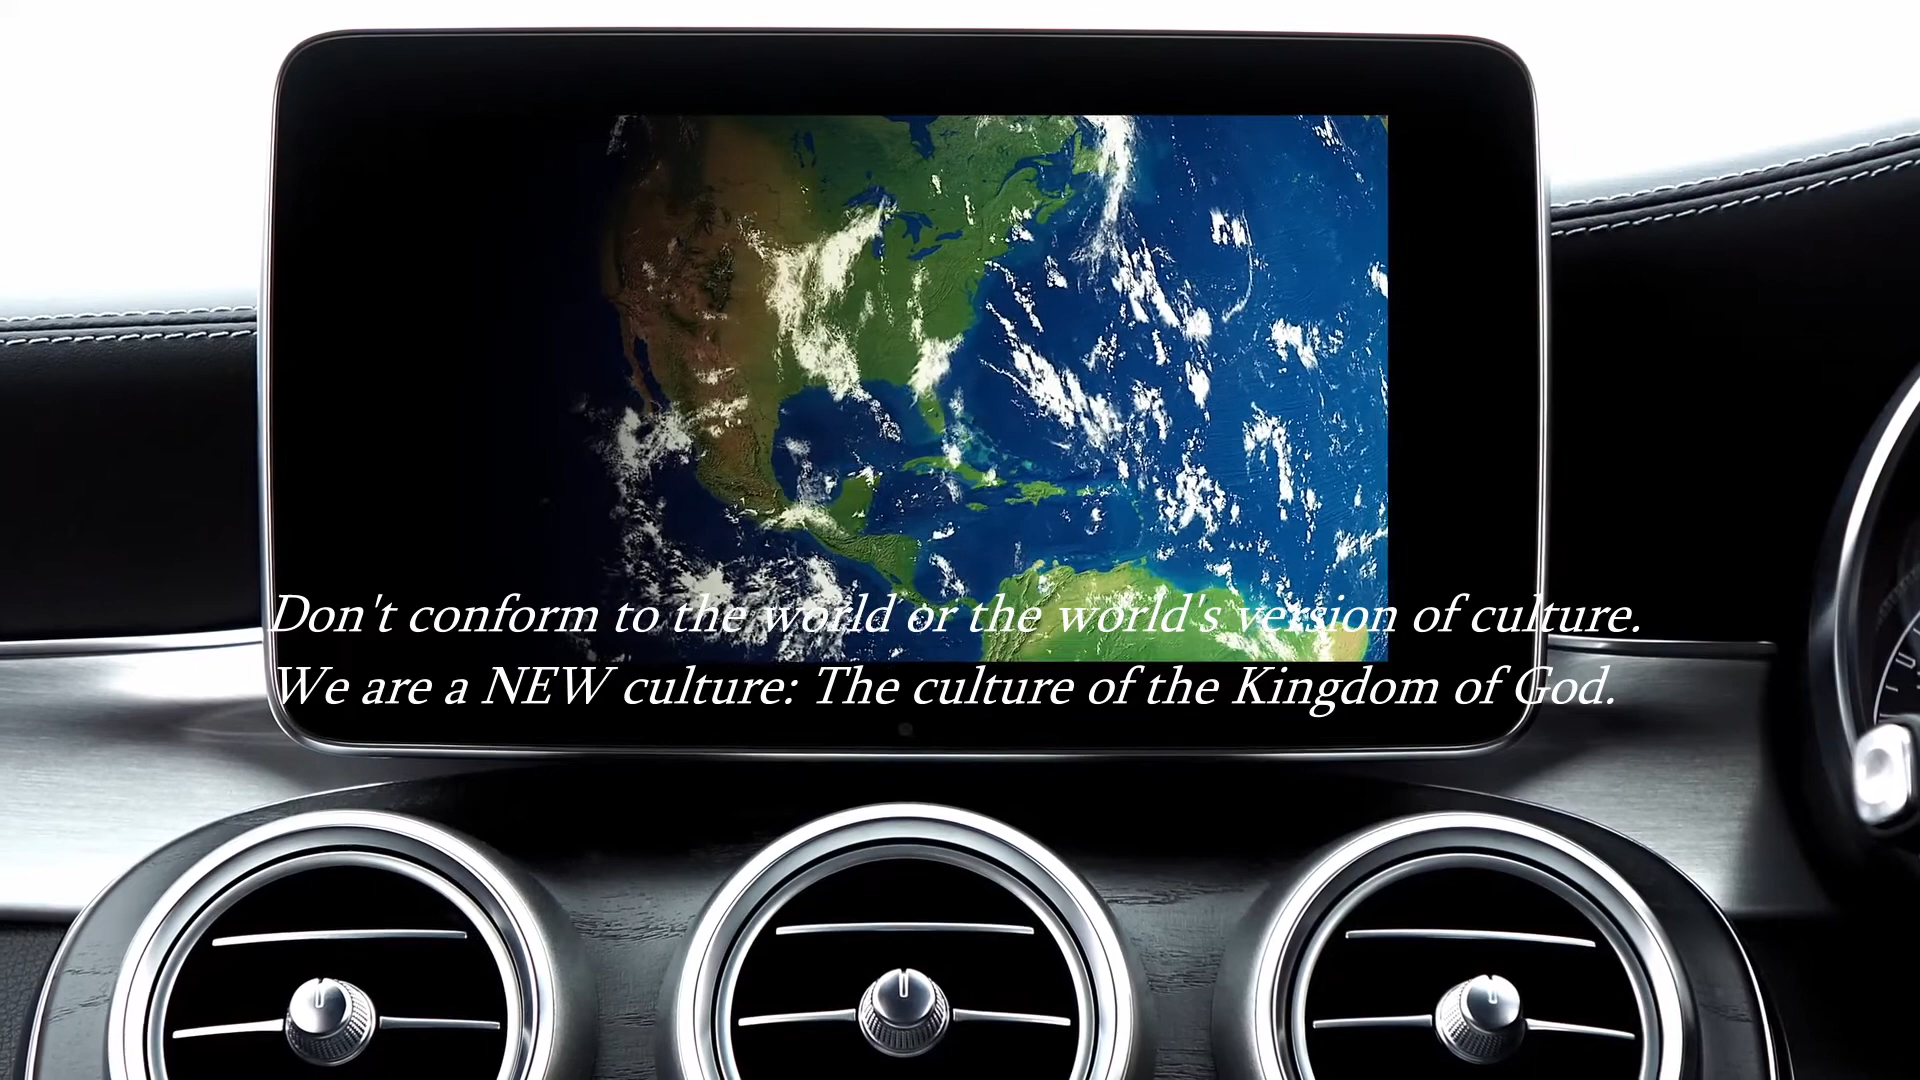 Don't conform to the world or the world's version of culture.
We are a NEW culture: The culture of the Kingdom of God.